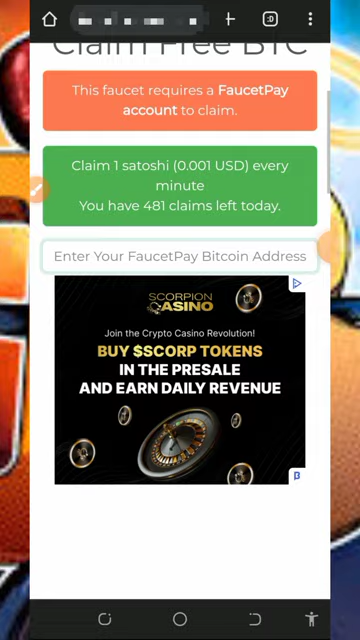 Claim Free BTC
This faucet requires a FaucetPay
account to claim.
Claim 1 satoshi (0.001 USD) every
minute
You have 481 claims left today.
Enter Your FaucetPay Bitcoin Address
SCORPION
CASINO
Join the Crypto Casino Revolution!
BUY $SCORP TOKENS
IN THE PRESALE
AND EARN DAILY REVENUE